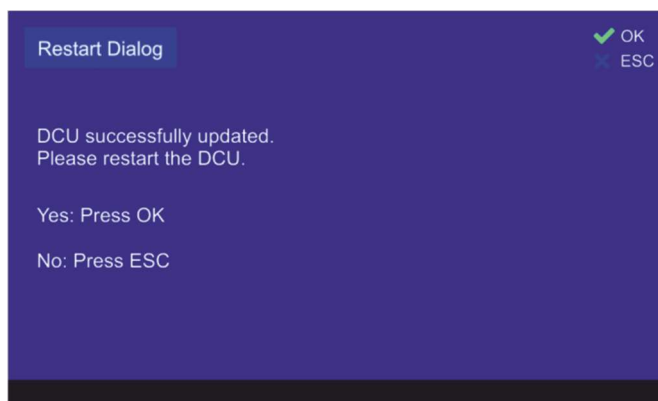 Restart Dialog
OK
ESC
DCU successfully updated.
Please restart the DCU.
Yes: Press OK
No: Press ESC